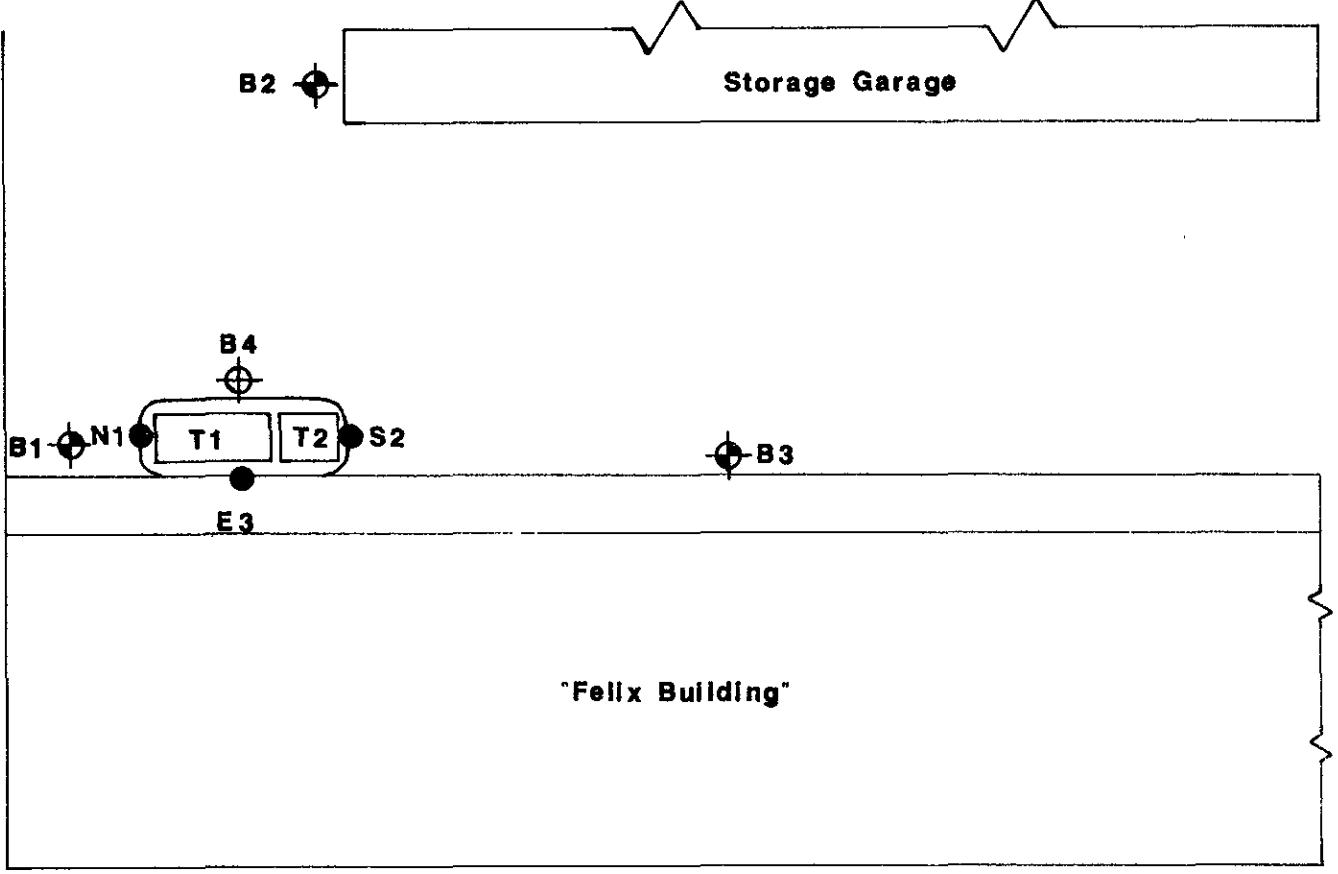 B2
Storage Garage
B4
B1
N1
T1
T2
S2
B3
E3
"Felix Building"